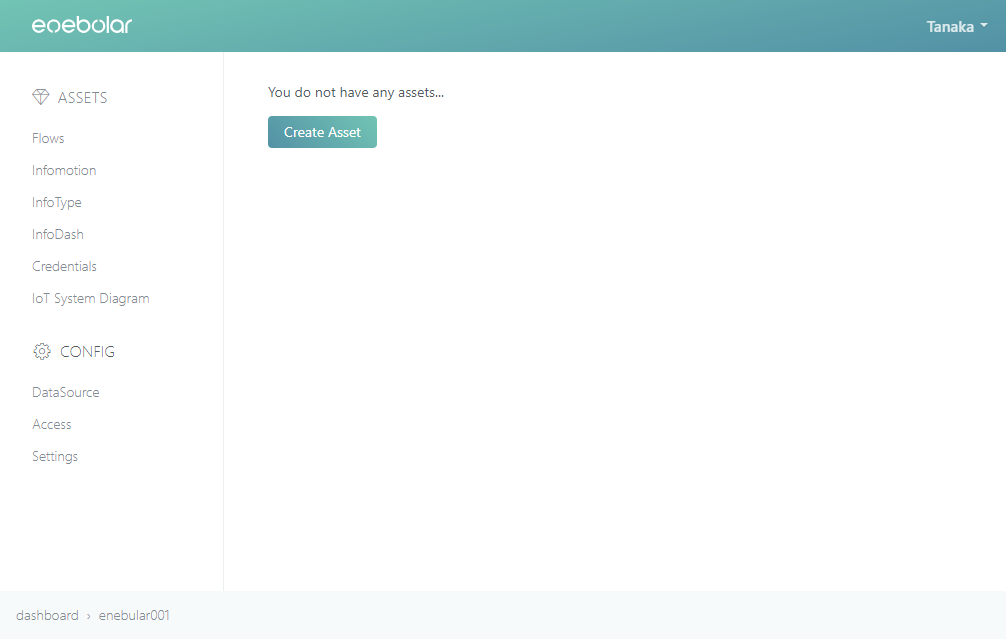 enebular
Tanaka
ASSETS
Flows
Infomotion
InfoType
InfoDash
Credentials
IoT System Diagram
CONFIG
DataSource
Access
Settings
You do not have any assets...
Create Asset
dashboard › enebular001